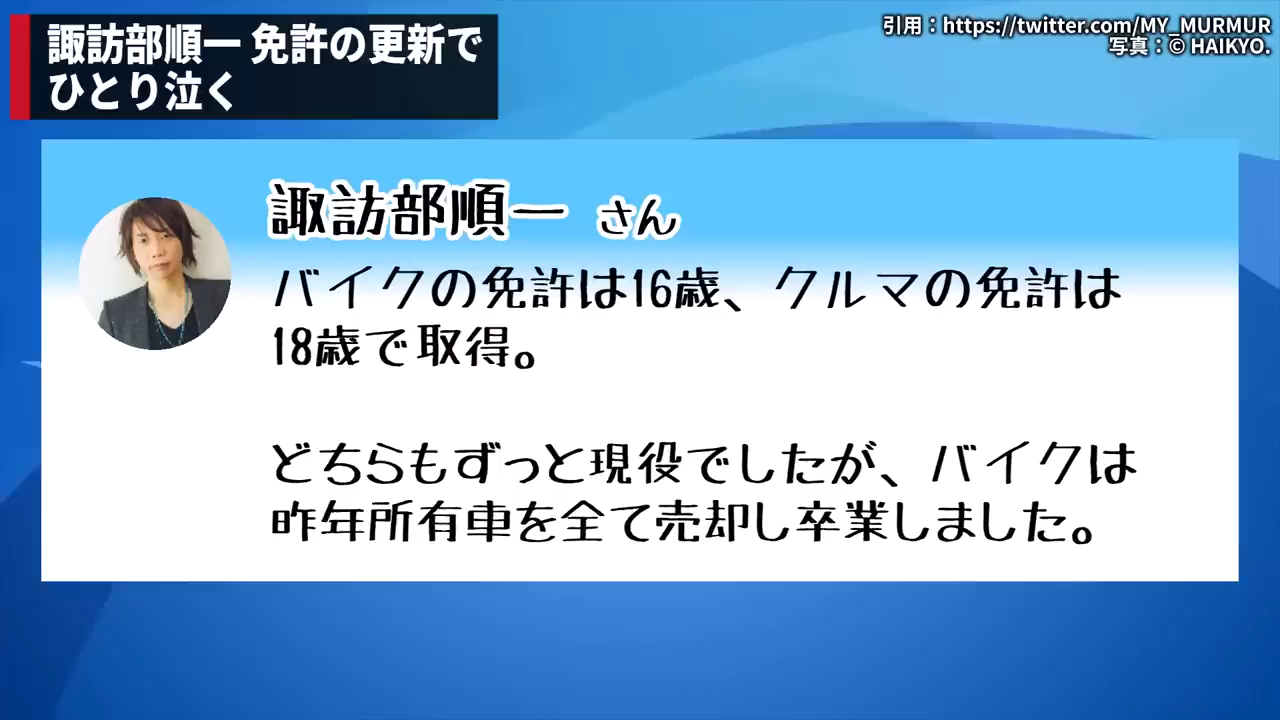 諏訪部順一 免許の更新で
ひとり泣く
引用：https://twitter.com/MY_MURMUR
写真：© HAIKYO.
諏訪部順一 さん
バイクの免許は16歳、クルマの免許は
18歳で取得。
どちらもずっと現役でしたが、バイクは
昨年所有車を全て売却し卒業しました。